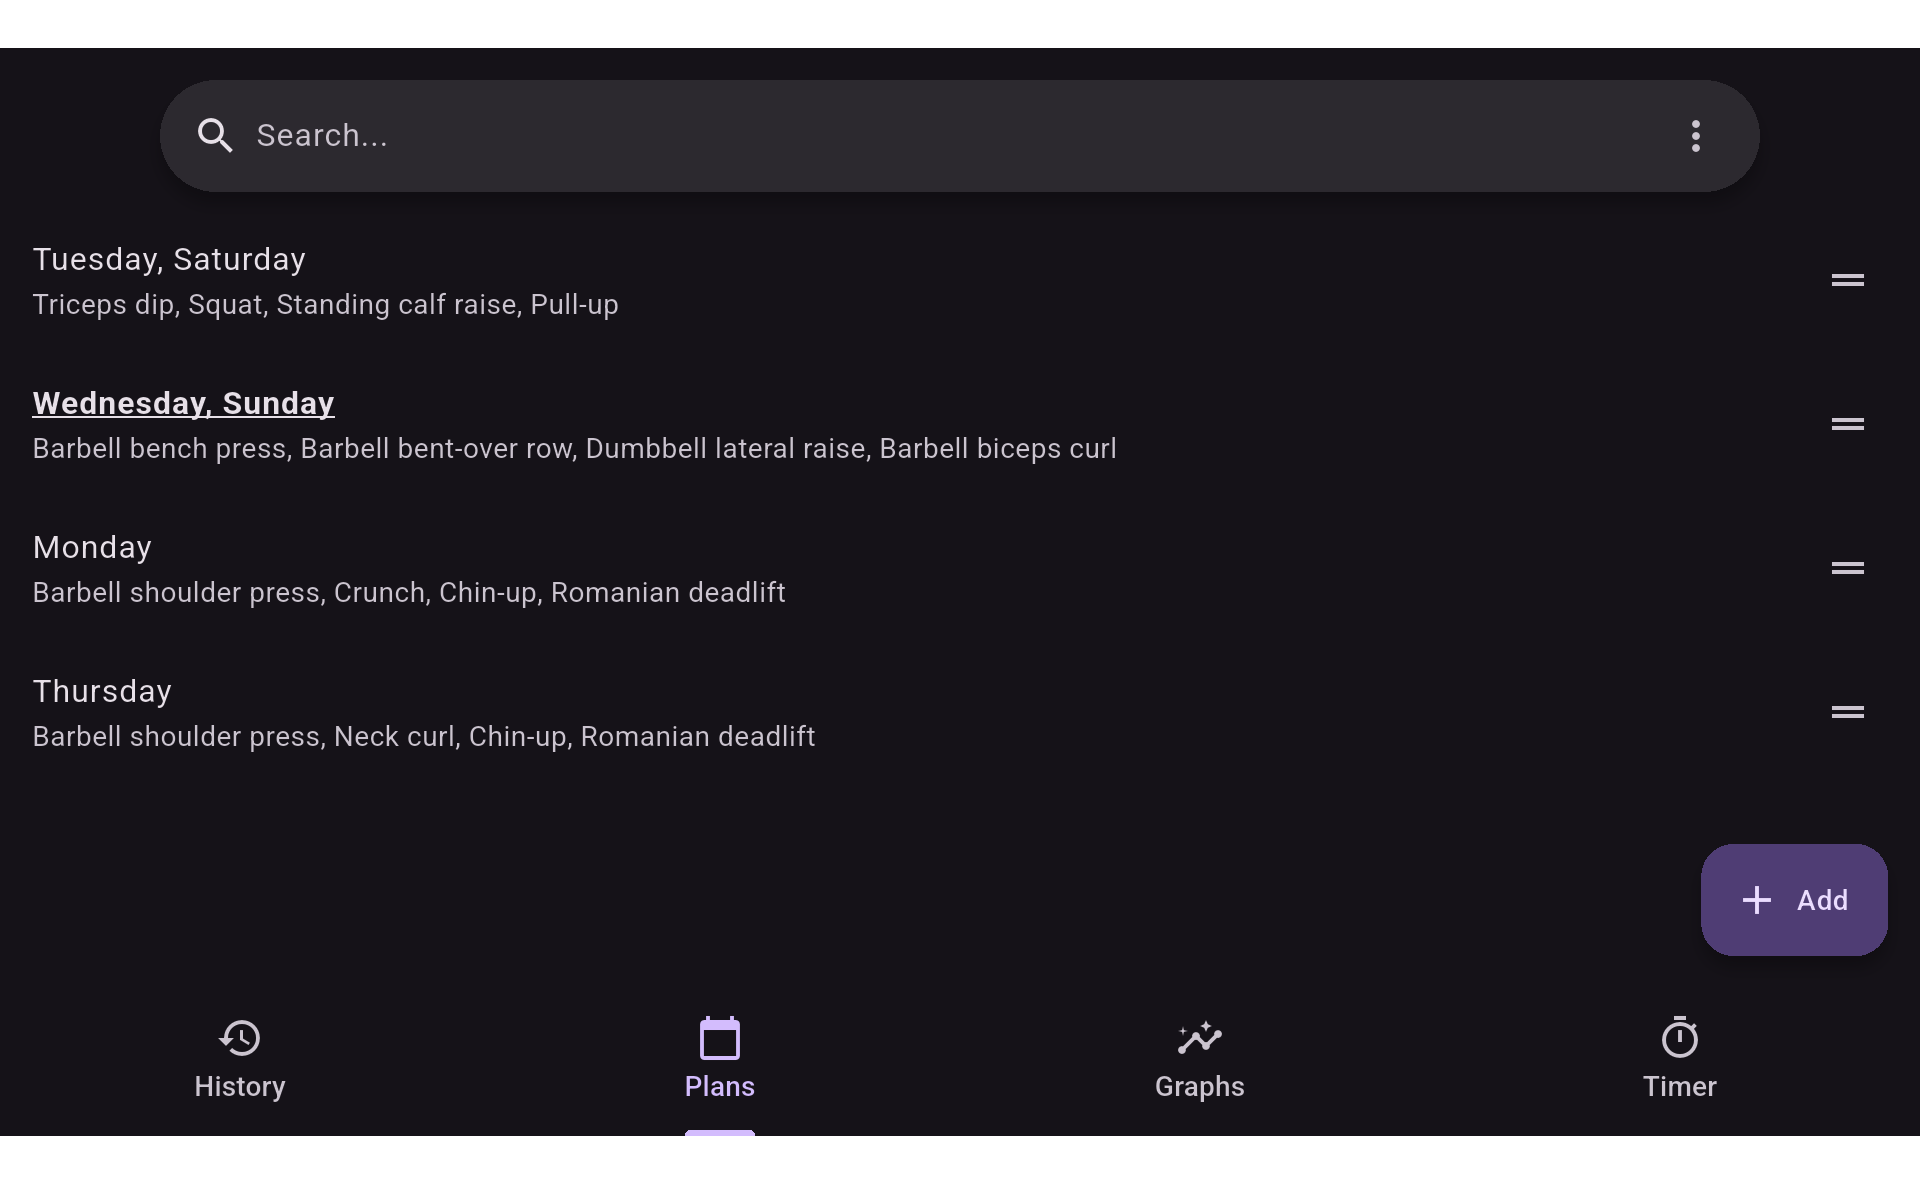 Search...
Tuesday, Saturday
Triceps dip, Squat, Standing calf raise, Pull-up
Wednesday, Sunday
Barbell bench press, Barbell bent-over row, Dumbbell lateral raise, Barbell biceps curl
Monday
Barbell shoulder press, Crunch, Chin-up, Romanian deadlift
Thursday
Barbell shoulder press, Neck curl, Chin-up, Romanian deadlift
Add
History
Plans
Graphs
Timer